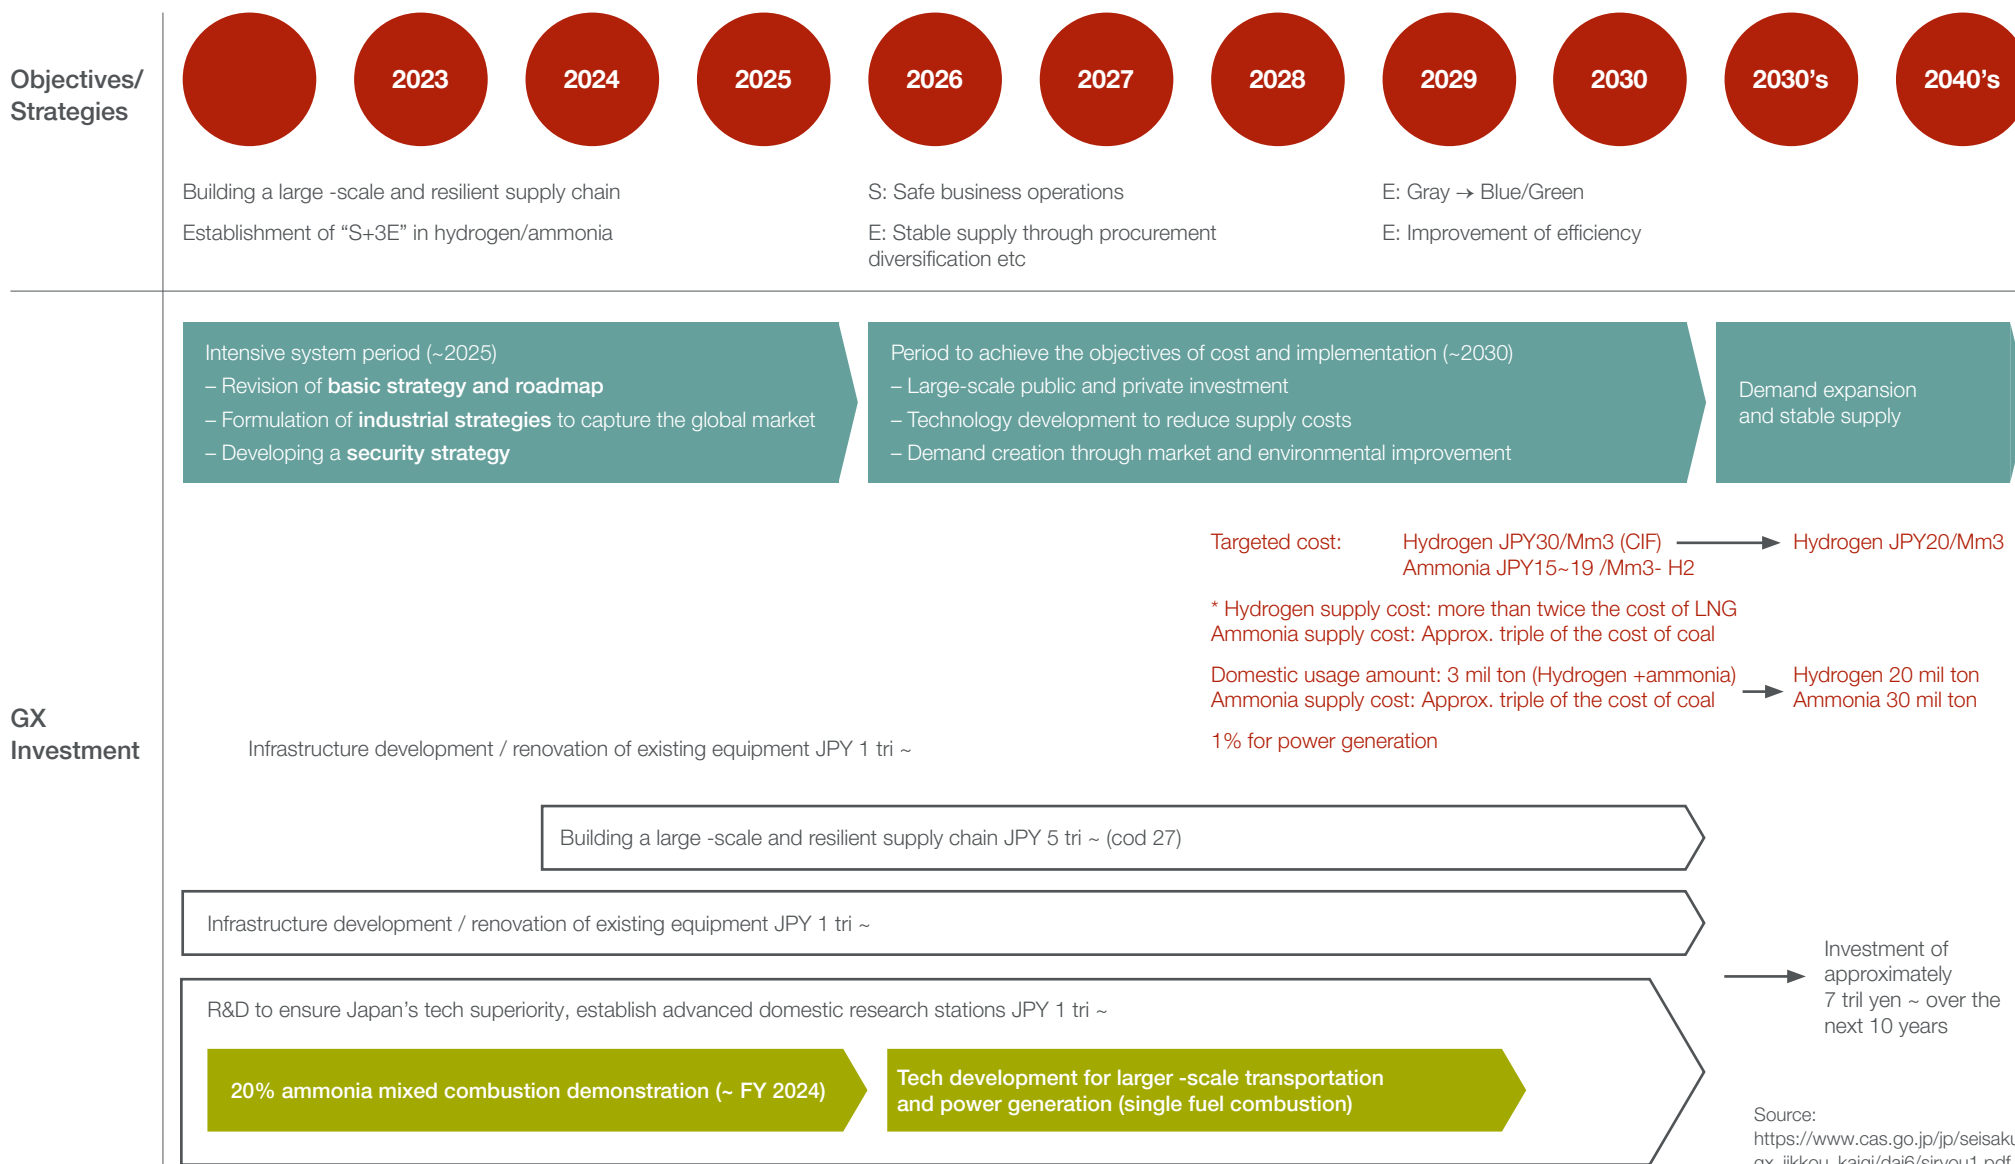 Objectives/
Strategies
2023
2024
2025
2026
2027
2028
2029
2030
2030’s
2040’s
Building a large -scale and resilient supply chain
Establishment of “S+3E” in hydrogen/ammonia
S: Safe business operations
E: Stable supply through procurement
diversification etc
E: Gray → Blue/Green
E: Improvement of efficiency
GX
Investment
Intensive system period (~2025)
– Revision of basic strategy and roadmap
– Formulation of industrial strategies to capture the global market
– Developing a security strategy
Period to achieve the objectives of cost and implementation (~2030)
– Large-scale public and private investment
– Technology development to reduce supply costs
– Demand creation through market and environmental improvement
Demand expansion
and stable supply
Targeted cost: Hydrogen JPY30/Mm3 (CIF) → Hydrogen JPY20/Mm3
Ammonia JPY15~19 /Mm3- H2
* Hydrogen supply cost: more than twice the cost of LNG
Ammonia supply cost: Approx. triple of the cost of coal
Domestic usage amount: 3 mil ton (Hydrogen +ammonia)
Ammonia supply cost: Approx. triple of the cost of coal
→ Hydrogen 20 mil ton
Ammonia 30 mil ton
1% for power generation
Infrastructure development / renovation of existing equipment JPY 1 tri ~
Building a large -scale and resilient supply chain JPY 5 tri ~ (cod 27)
Infrastructure development / renovation of existing equipment JPY 1 tri ~
R&D to ensure Japan’s tech superiority, establish advanced domestic research stations JPY 1 tri ~
20% ammonia mixed combustion demonstration (~ FY 2024)
Tech development for larger -scale transportation
and power generation (single fuel combustion)
Investment of
approximately
7 tril yen ~ over the
next 10 years
Source:
https://www.cas.go.jp/jp/seisaku
gx_jikkou_kaigi/dai6/siryou1.pdf